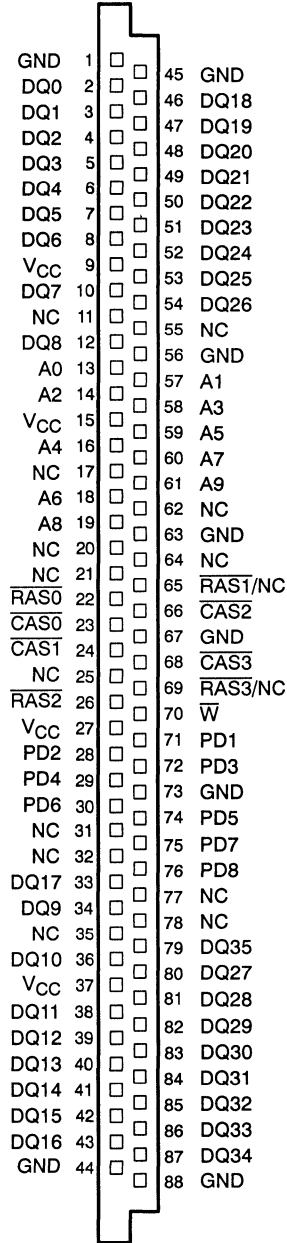 GND 1
DQ0 2
DQ1 3
DQ2 4
DQ3 5
DQ4 6
DQ5 7
DQ6 8
VCC 9
DQ7 10
NC 11
DQ8 12
A0 13
A2 14
VCC 15
A4 16
NC 17
A6 18
A8 19
NC 20
NC 21
R̅A̅S̅0̅ 22
C̅A̅S̅0̅ 23
C̅A̅S̅1̅ 24
NC 25
R̅A̅S̅2̅ 26
VCC 27
PD2 28
PD4 29
PD6 30
NC 31
NC 32
DQ17 33
DQ9 34
NC 35
DQ10 36
VCC 37
DQ11 38
DQ12 39
DQ13 40
DQ14 41
DQ15 42
DQ16 43
GND 44
45 GND
46 DQ18
47 DQ19
48 DQ20
49 DQ21
50 DQ22
51 DQ23
52 DQ24
53 DQ25
54 DQ26
55 NC
56 GND
57 A1
58 A3
59 A5
60 A7
61 A9
62 NC
63 GND
64 NC
65 R̅A̅S̅1̅/NC
66 C̅A̅S̅2̅
67 GND
68 C̅A̅S̅3̅
69 R̅A̅S̅3̅/NC
70 W̅
71 PD1
72 PD3
73 GND
74 PD5
75 PD7
76 PD8
77 NC
78 NC
79 DQ35
80 DQ27
81 DQ28
82 DQ29
83 DQ30
84 DQ31
85 DQ32
86 DQ33
87 DQ34
88 GND